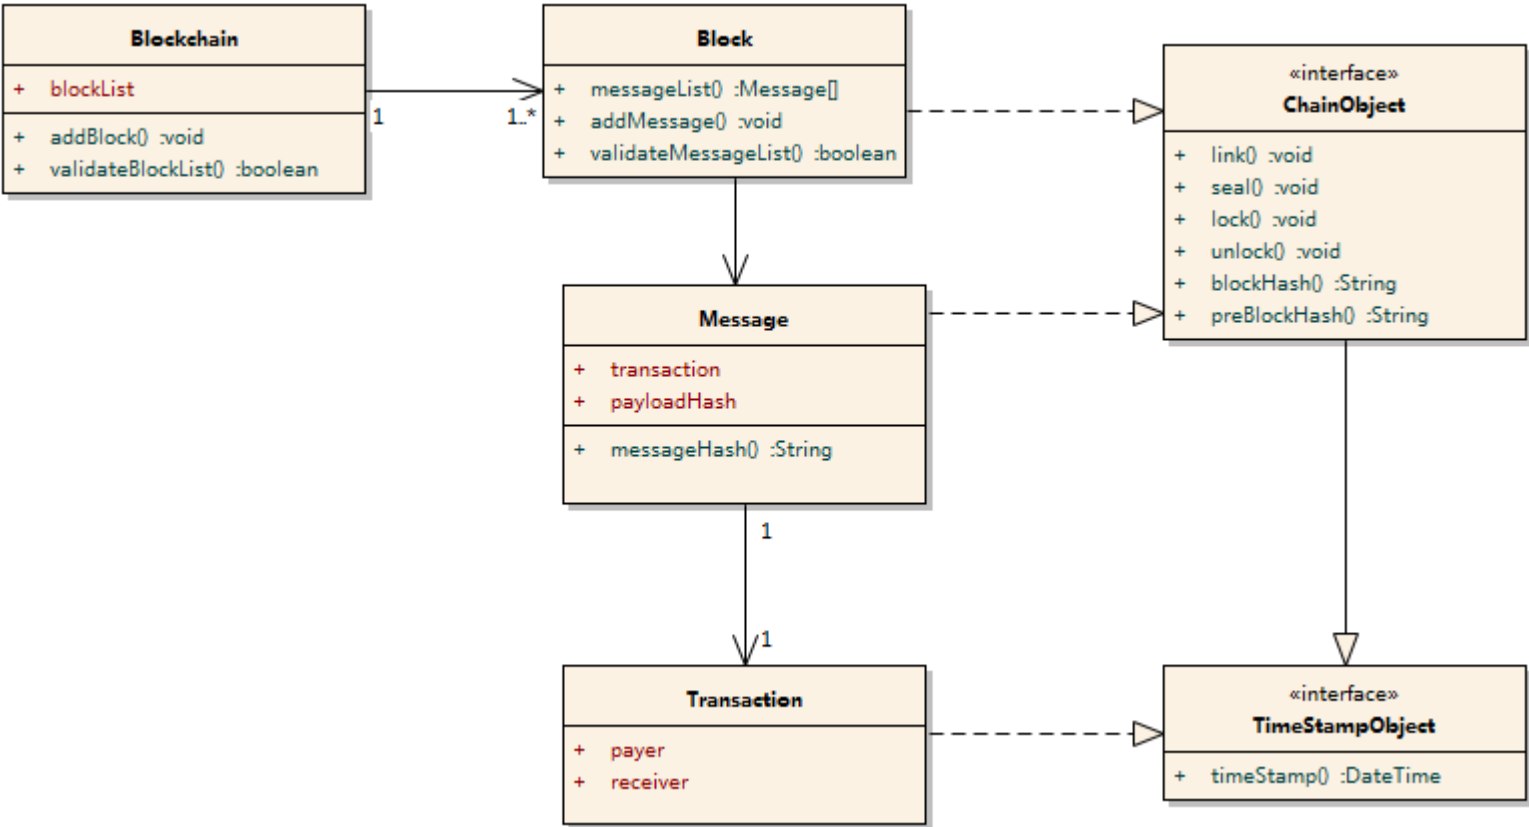 Blockchain
+ blockList
+ addBlock() :void
+ validateBlockList() :boolean
1
1..*
Block
+ messageList() :Message[]
+ addMessage() :void
+ validateMessageList() :boolean
«interface»
ChainObject
+ link() :void
+ seal() :void
+ lock() :void
+ unlock() :void
+ blockHash() :String
+ preBlockHash() :String
Message
+ transaction
+ payloadHash
+ messageHash() :String
1
1
Transaction
+ payer
+ receiver
«interface»
TimeStampObject
+ timeStamp() :DateTime